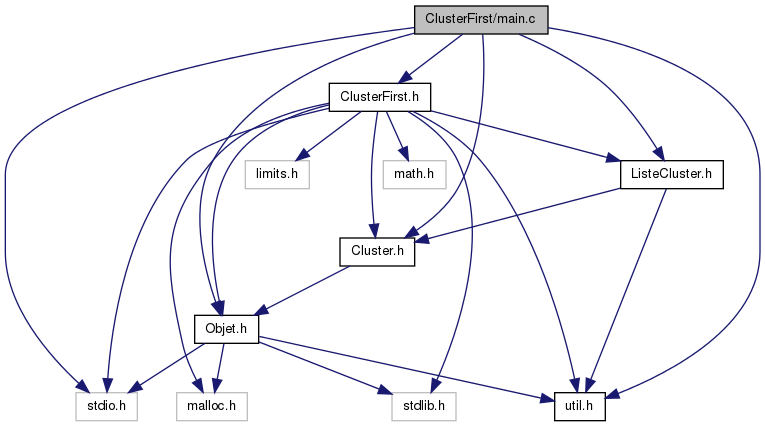 ClusterFirst/main.c
ClusterFirst.h
limits.h
math.h
ListeCluster.h
Cluster.h
Objet.h
stdio.h
malloc.h
stdlib.h
util.h